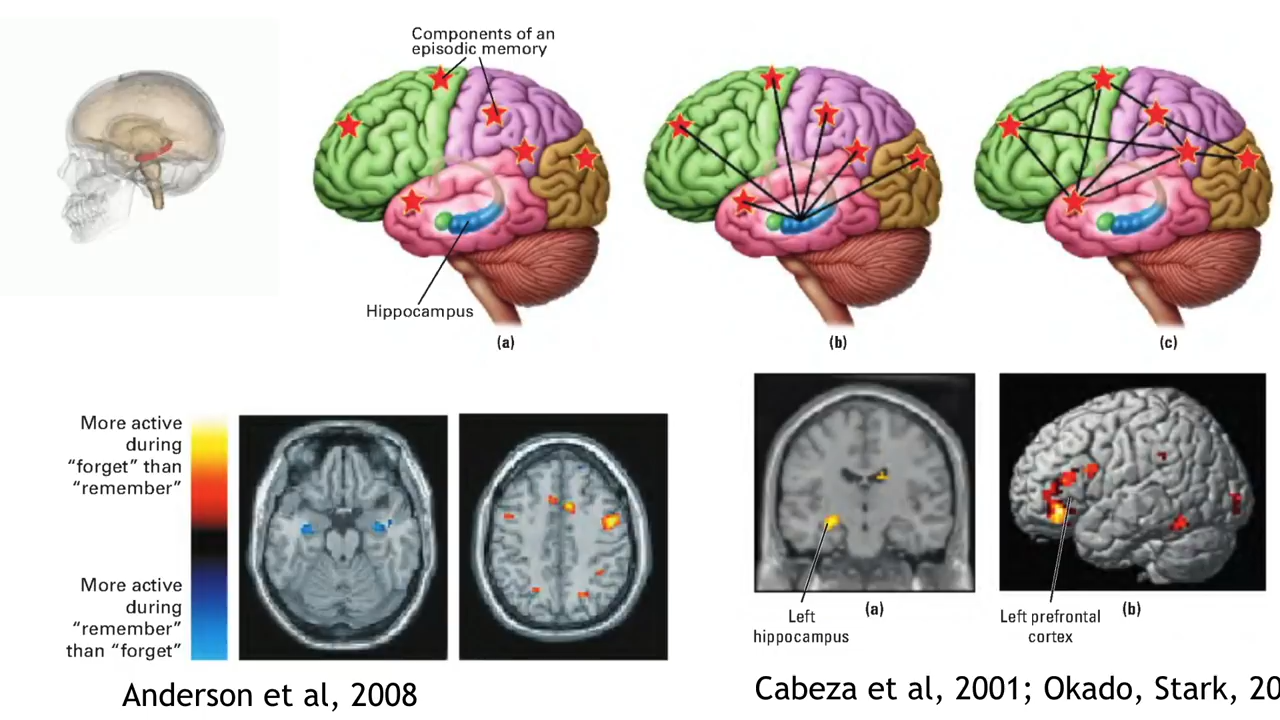 Components of an
episodic memory
Hippocampus
(a)
(b)
(c)
More active
during
“forget” than
“remember”
More active
during
“remember”
than “forget”
Left
hippocampus
(a)
Left prefrontal
cortex
(b)
Anderson et al, 2008
Cabeza et al, 2001; Okado, Stark, 20